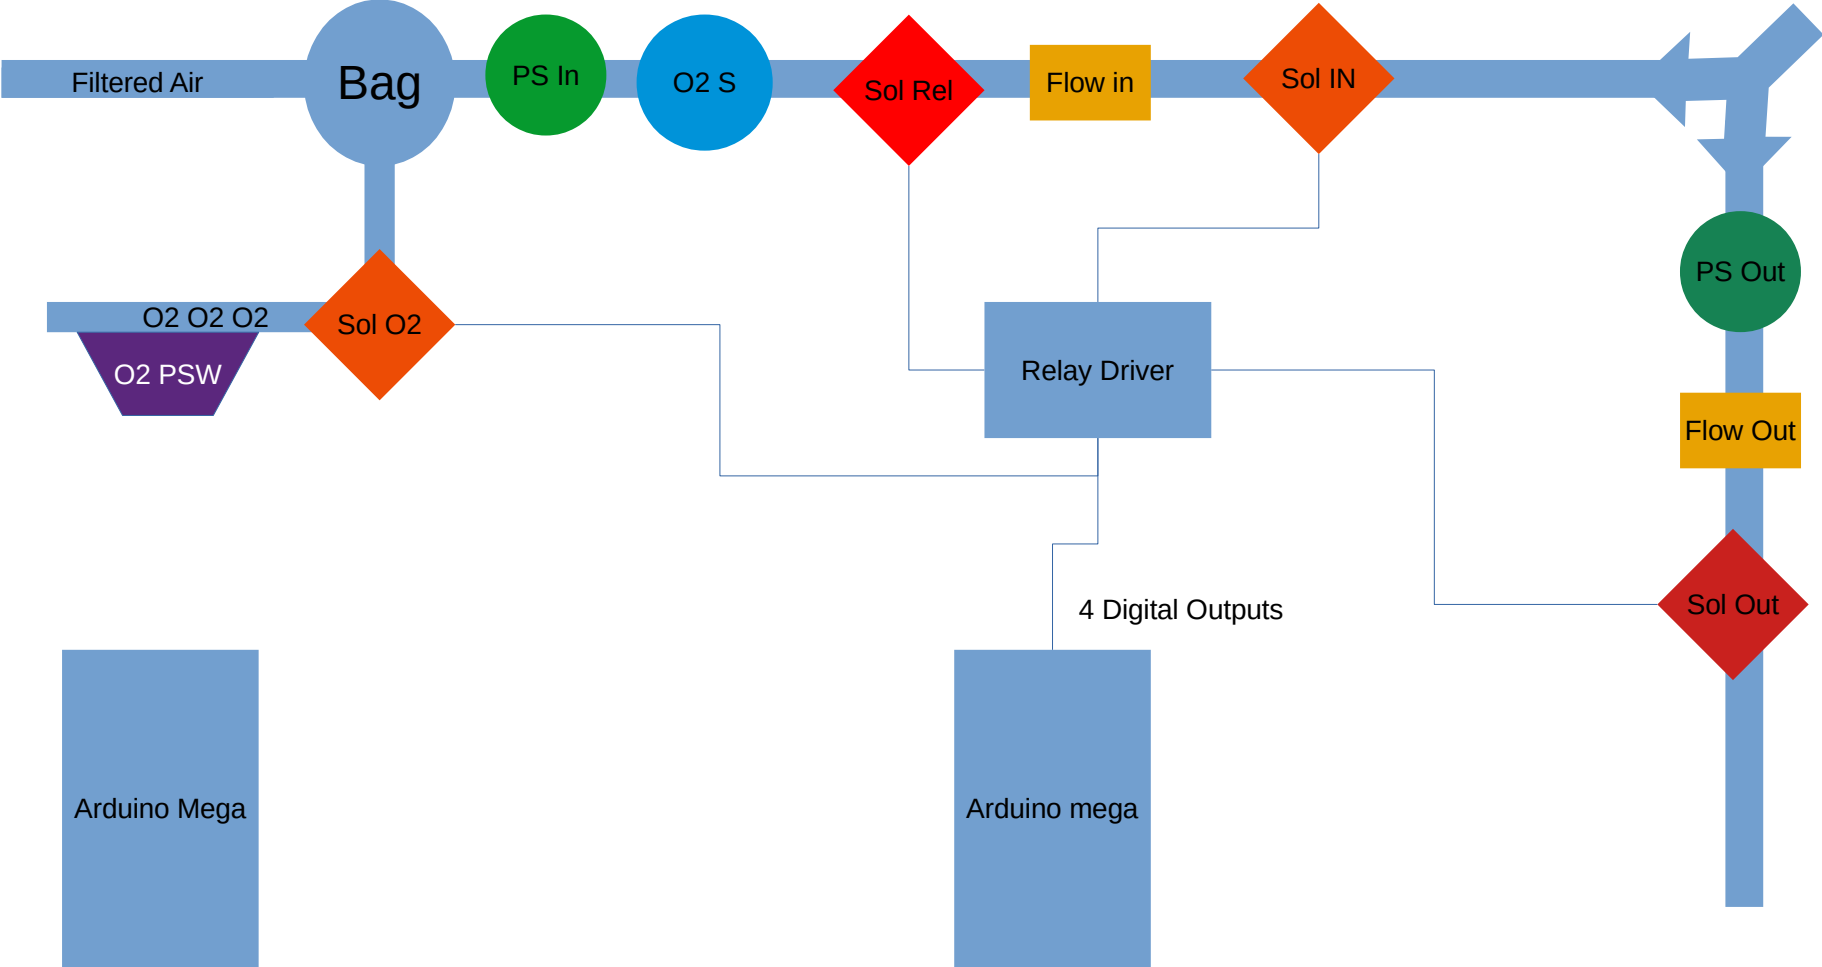 Filtered Air
Bag
PS In
O2 S
Sol Rel
Flow in
Sol IN
PS Out
O2 O2 O2
Sol O2
O2 PSW
Relay Driver
Flow Out
Sol Out
4 Digital Outputs
Arduino Mega
Arduino mega